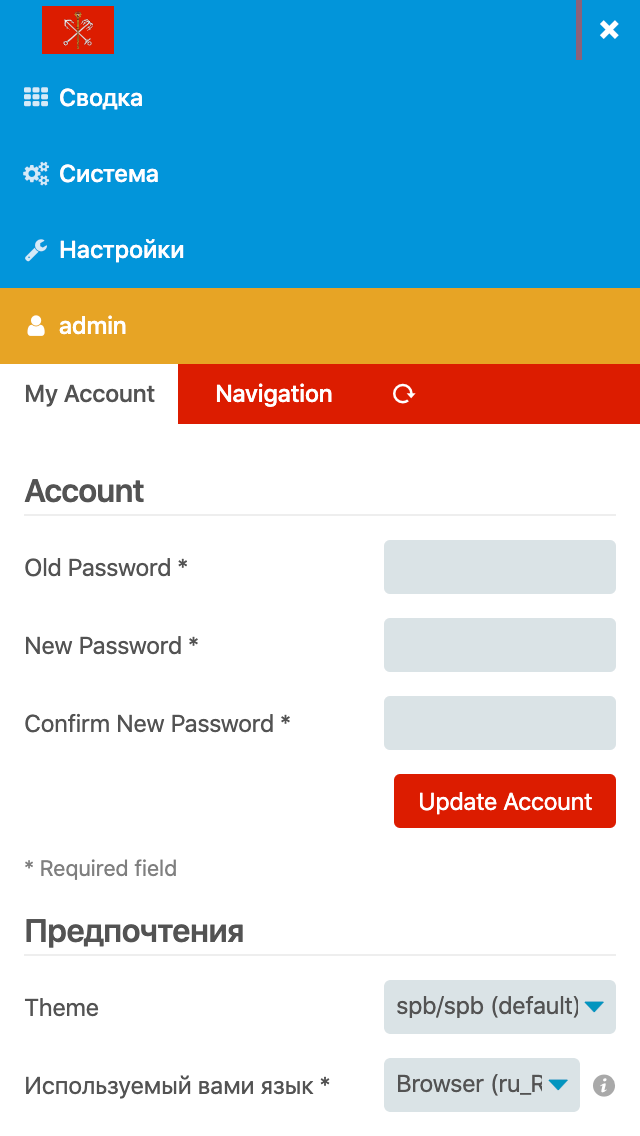 Сводка
Система
Настройки
admin
My Account
Navigation
Account
Old Password *
New Password *
Confirm New Password *
Update Account
* Required field
Предпочтения
Theme
spb/spb (default)
Используемый вами язык *
Browser (ru_R